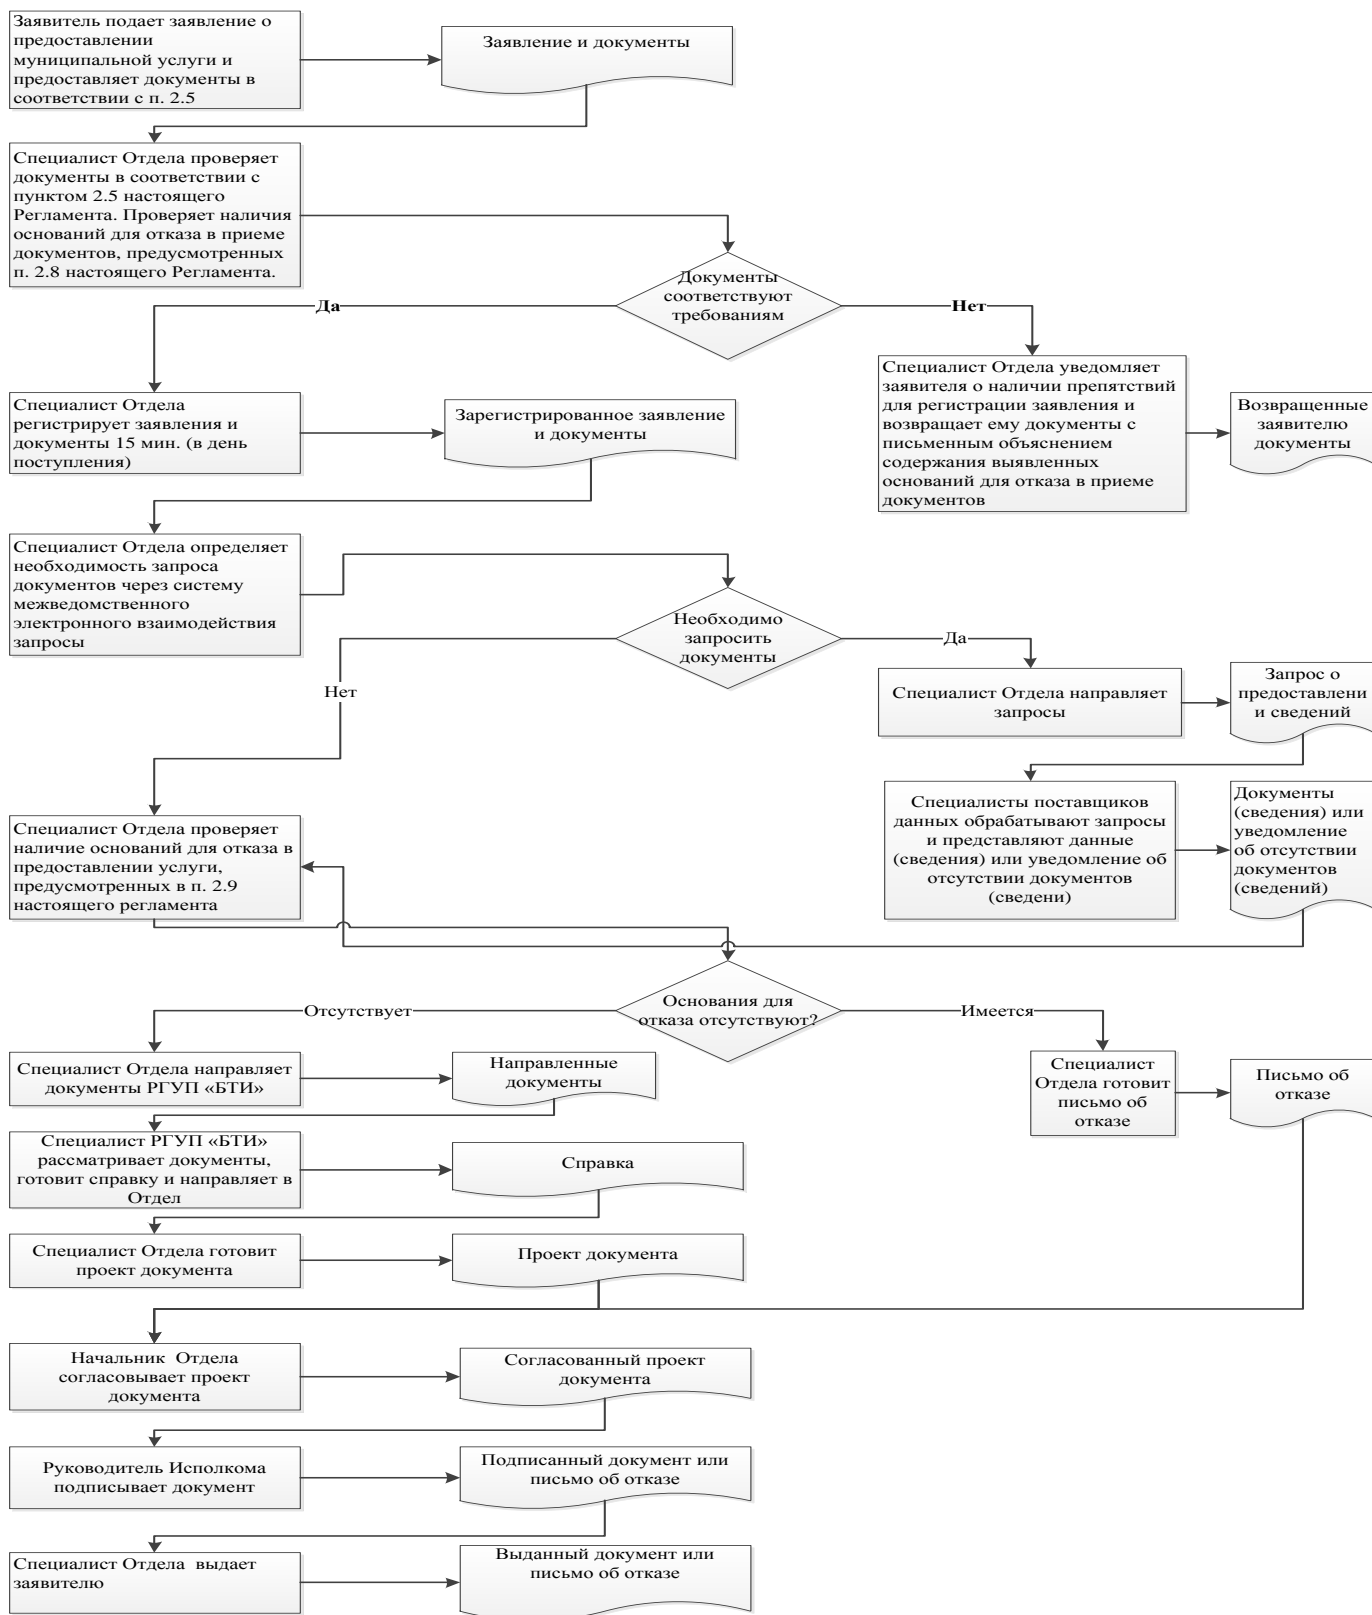 Заявитель подает заявление о
предоставлении
муниципальной услуги и
предоставляет документы в
соответствии с п. 2.5
Заявление и документы
Специалист Отдела проверяет
документы в соответствии с
пунктом 2.5 настоящего
Регламента. Проверяет наличия
оснований для отказа в приеме
документов, предусмотренных
п. 2.8 настоящего Регламента.
Документы
соответствуют
требованиям
Да
Нет
Специалист Отдела
регистрирует заявления и
документы 15 мин. (в день
поступления)
Зарегистрированное заявление
и документы
Специалист Отдела уведомляет
заявителя о наличии препятствий
для регистрации заявления и
возвращает ему документы с
письменным объяснением
содержания выявленных
оснований для отказа в приеме
документов
Возвращенные
заявителю
документы
Специалист Отдела определяет
необходимость запроса
документов через систему
межведомственного
электронного взаимодействия
запросы
Необходимо
запросить
документы
Да
Нет
Специалист Отдела направляет
запросы
Запрос о
предоставлени
и сведений
Специалисты поставщиков
данных обрабатывают запросы
и представляют данные
(сведения) или уведомление об
отсутствии документов
(сведени)
Документы
(сведения) или
уведомление
об отсутствии
документов
(сведений)
Специалист Отдела проверяет
наличие оснований для отказа в
предоставлении услуги,
предусмотренных в п. 2.9
настоящего регламента
Основания для
отказа отсутствуют?
Отсутствует
Имеется
Специалист Отдела направляет
документы РГУП «БТИ»
Направленные
документы
Специалист
Отдела готовит
письмо об
отказе
Письмо об
отказе
Специалист РГУП «БТИ»
рассматривает документы,
готовит справку и направляет в
Отдел
Справка
Специалист Отдела готовит
проект документа
Проект документа
Начальник  Отдела
согласовывает проект
документа
Согласованный проект
документа
Руководитель Исполкома
подписывает документ
Подписанный документ или
письмо об отказе
Специалист Отдела  выдает
заявителю
Выданный документ или
письмо об отказе